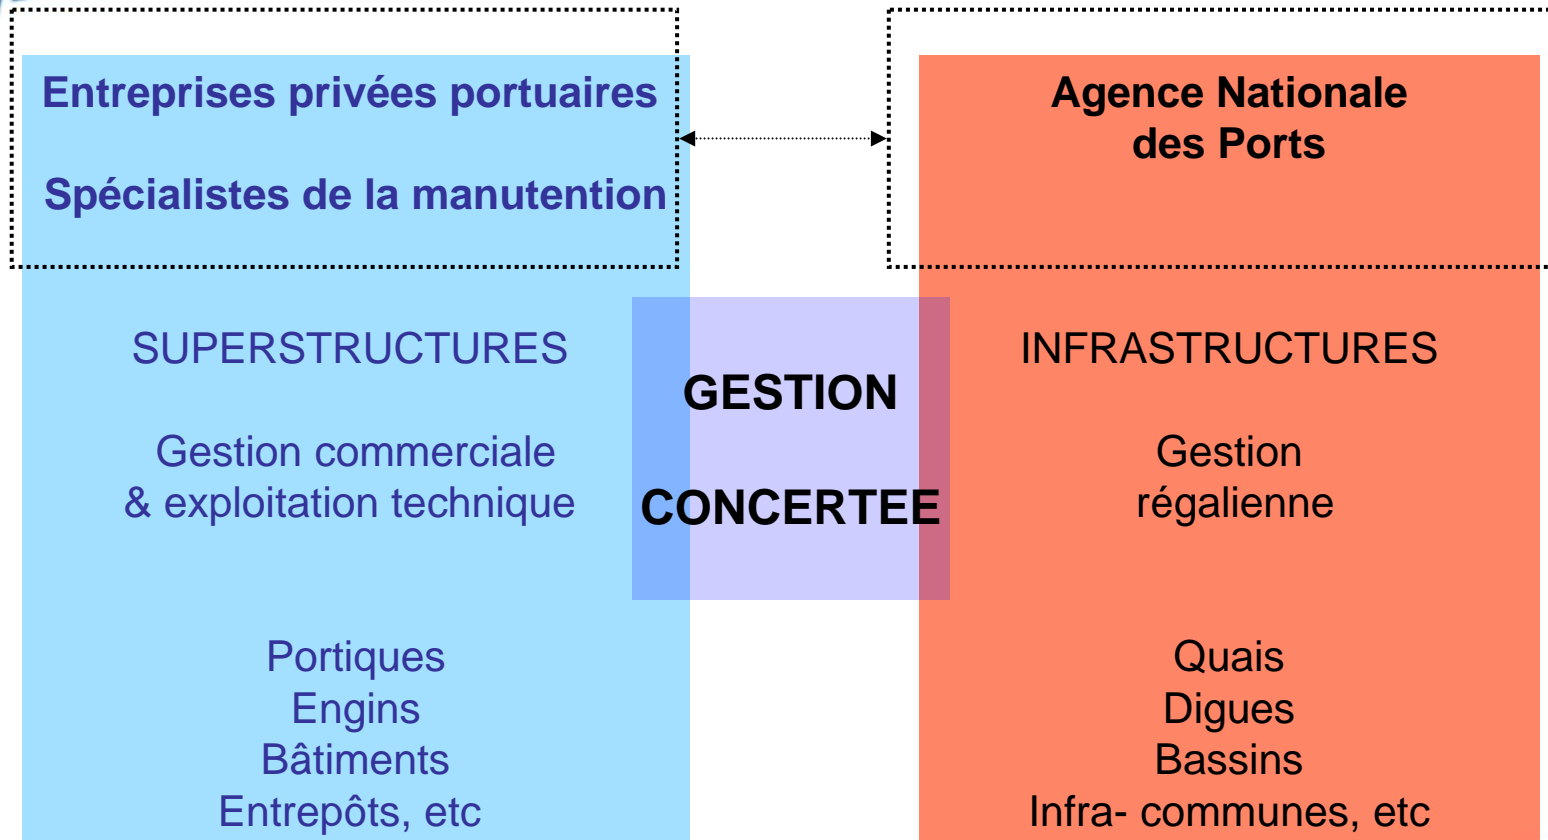 Entreprises privées portuaires
Spécialistes de la manutention
SUPERSTRUCTURES
Gestion commerciale
& exploitation technique
Portiques
Engins
Bâtiments
Entrepôts, etc
GESTION
CONCERTEE
Agence Nationale
des Ports
INFRASTRUCTURES
Gestion
régalienne
Quais
Digues
Bassins
Infra- communes, etc